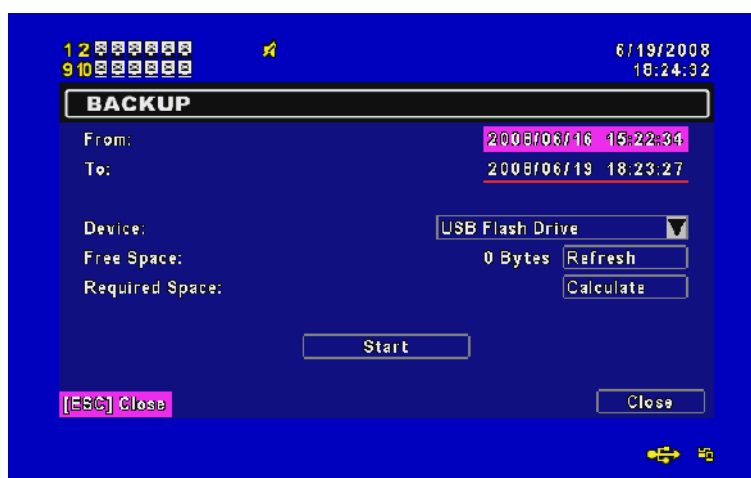 1 2
6/19/2008
9 10
18:24:32
BACKUP
From: 2008/06/16 15:22:34
To: 2008/06/19 18:23:27
Device: USB Flash Drive
Free Space: 0 Bytes Refresh
Required Space: Calculate
Start
[ESC] Close Close